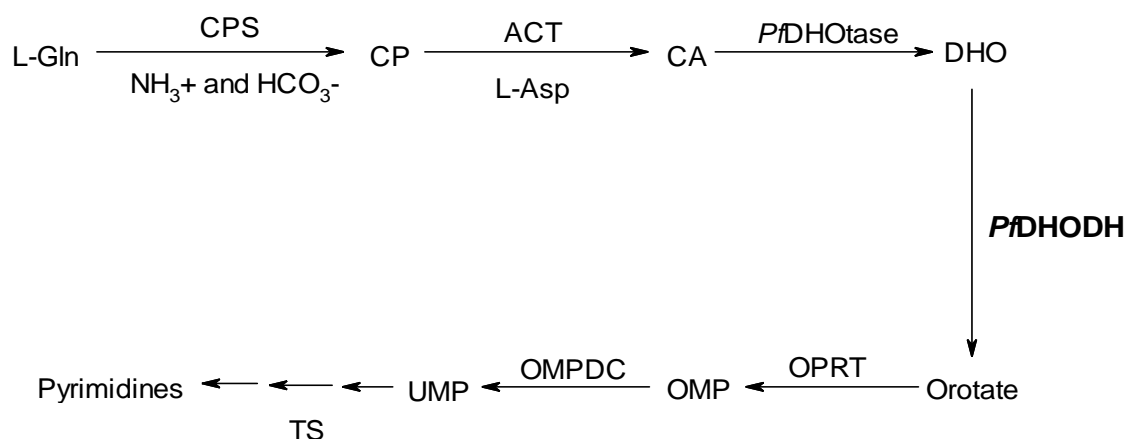 CPS ACT PfDHOtase
L-Gln CP CA DHO
NH₃+ and HCO₃- L-Asp
PfDHODH
OMPDC OPRT
Pyrimidines UMP OMP Orotate
TS